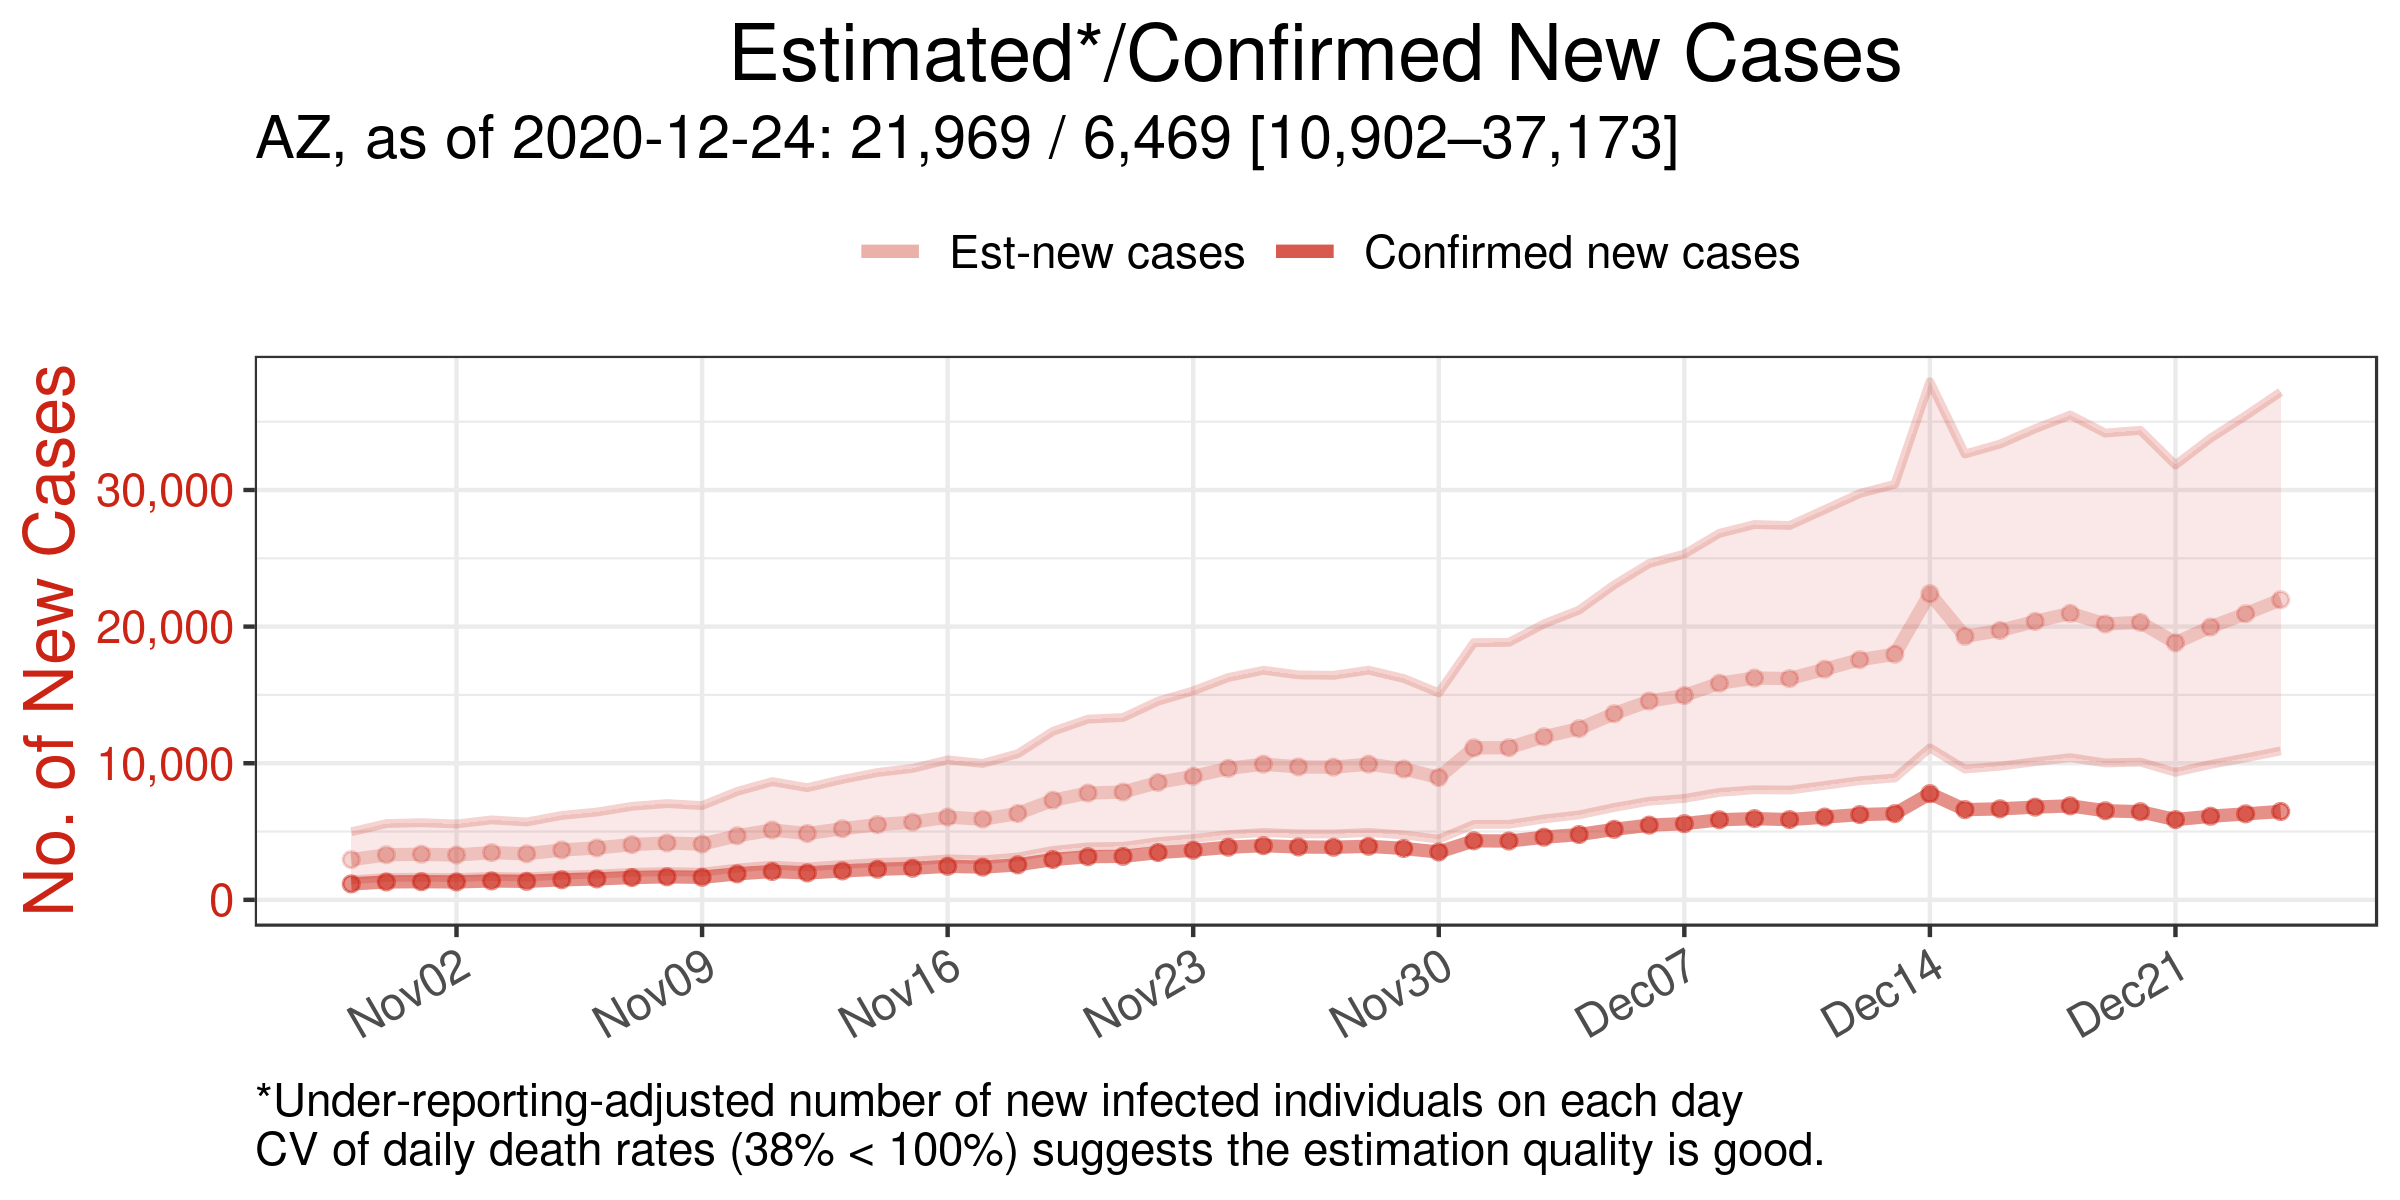 Estimated*/Confirmed New Cases
AZ, as of 2020-12-24: 21,969 / 6,469 [10,902–37,173]
Est-new cases
Confirmed new cases
No. of New Cases
30,000
20,000
10,000
0
Nov02
Nov09
Nov16
Nov23
Nov30
Dec07
Dec14
Dec21
*Under-reporting-adjusted number of new infected individuals on each day
CV of daily death rates (38% < 100%) suggests the estimation quality is good.